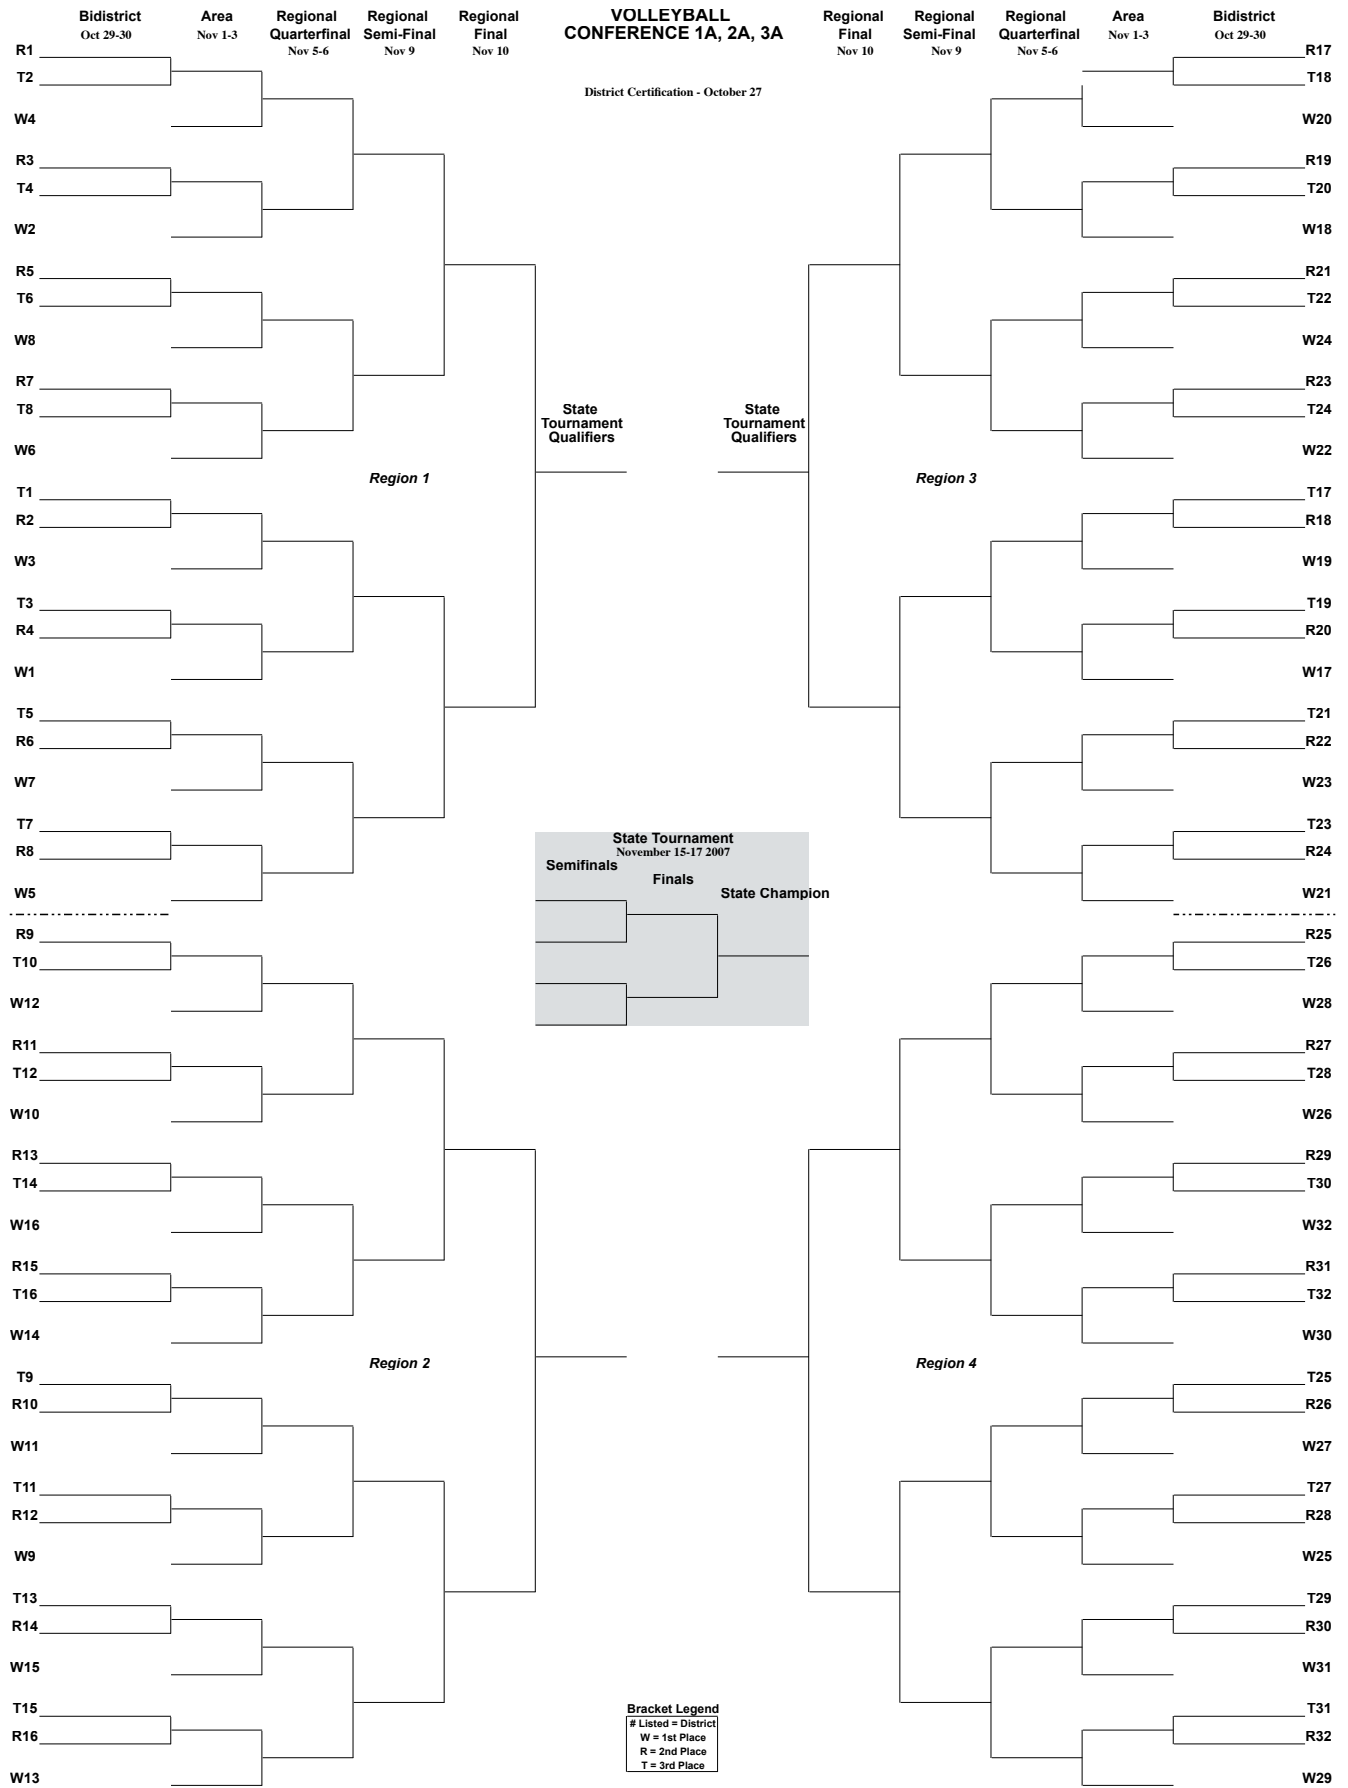 Bidistrict
Oct 29-30
Area
Nov 1-3
Regional
Quarterfinal
Nov 5-6
Regional
Semi-Final
Nov 9
Regional
Final
Nov 10
VOLLEYBALL
CONFERENCE 1A, 2A, 3A
District Certification - October 27
Regional
Final
Nov 10
Regional
Semi-Final
Nov 9
Regional
Quarterfinal
Nov 5-6
Area
Nov 1-3
Bidistrict
Oct 29-30
R1
T2
W4
R3
T4
W2
R5
T6
W8
R7
T8
W6
Region 1
T1
R2
W3
T3
R4
W1
T5
R6
W7
T7
R8
W5
R9
T10
W12
R11
T12
W10
R13
T14
W16
R15
T16
W14
Region 2
T9
R10
W11
T11
R12
W9
T13
R14
W15
T15
R16
W13
State
Tournament
Qualifiers
State
Tournament
Qualifiers
State Tournament
November 15-17 2007
Semifinals
Finals
State Champion
Bracket Legend
# Listed = District
W = 1st Place
R = 2nd Place
T = 3rd Place
R17
T18
W20
R19
T20
W18
R21
T22
W24
R23
T24
W22
Region 3
T17
R18
W19
T19
R20
W17
T21
R22
W23
T23
R24
W21
R25
T26
W28
R27
T28
W26
R29
T30
W32
R31
T32
W30
Region 4
T25
R26
W27
T27
R28
W25
T29
R30
W31
T31
R32
W29